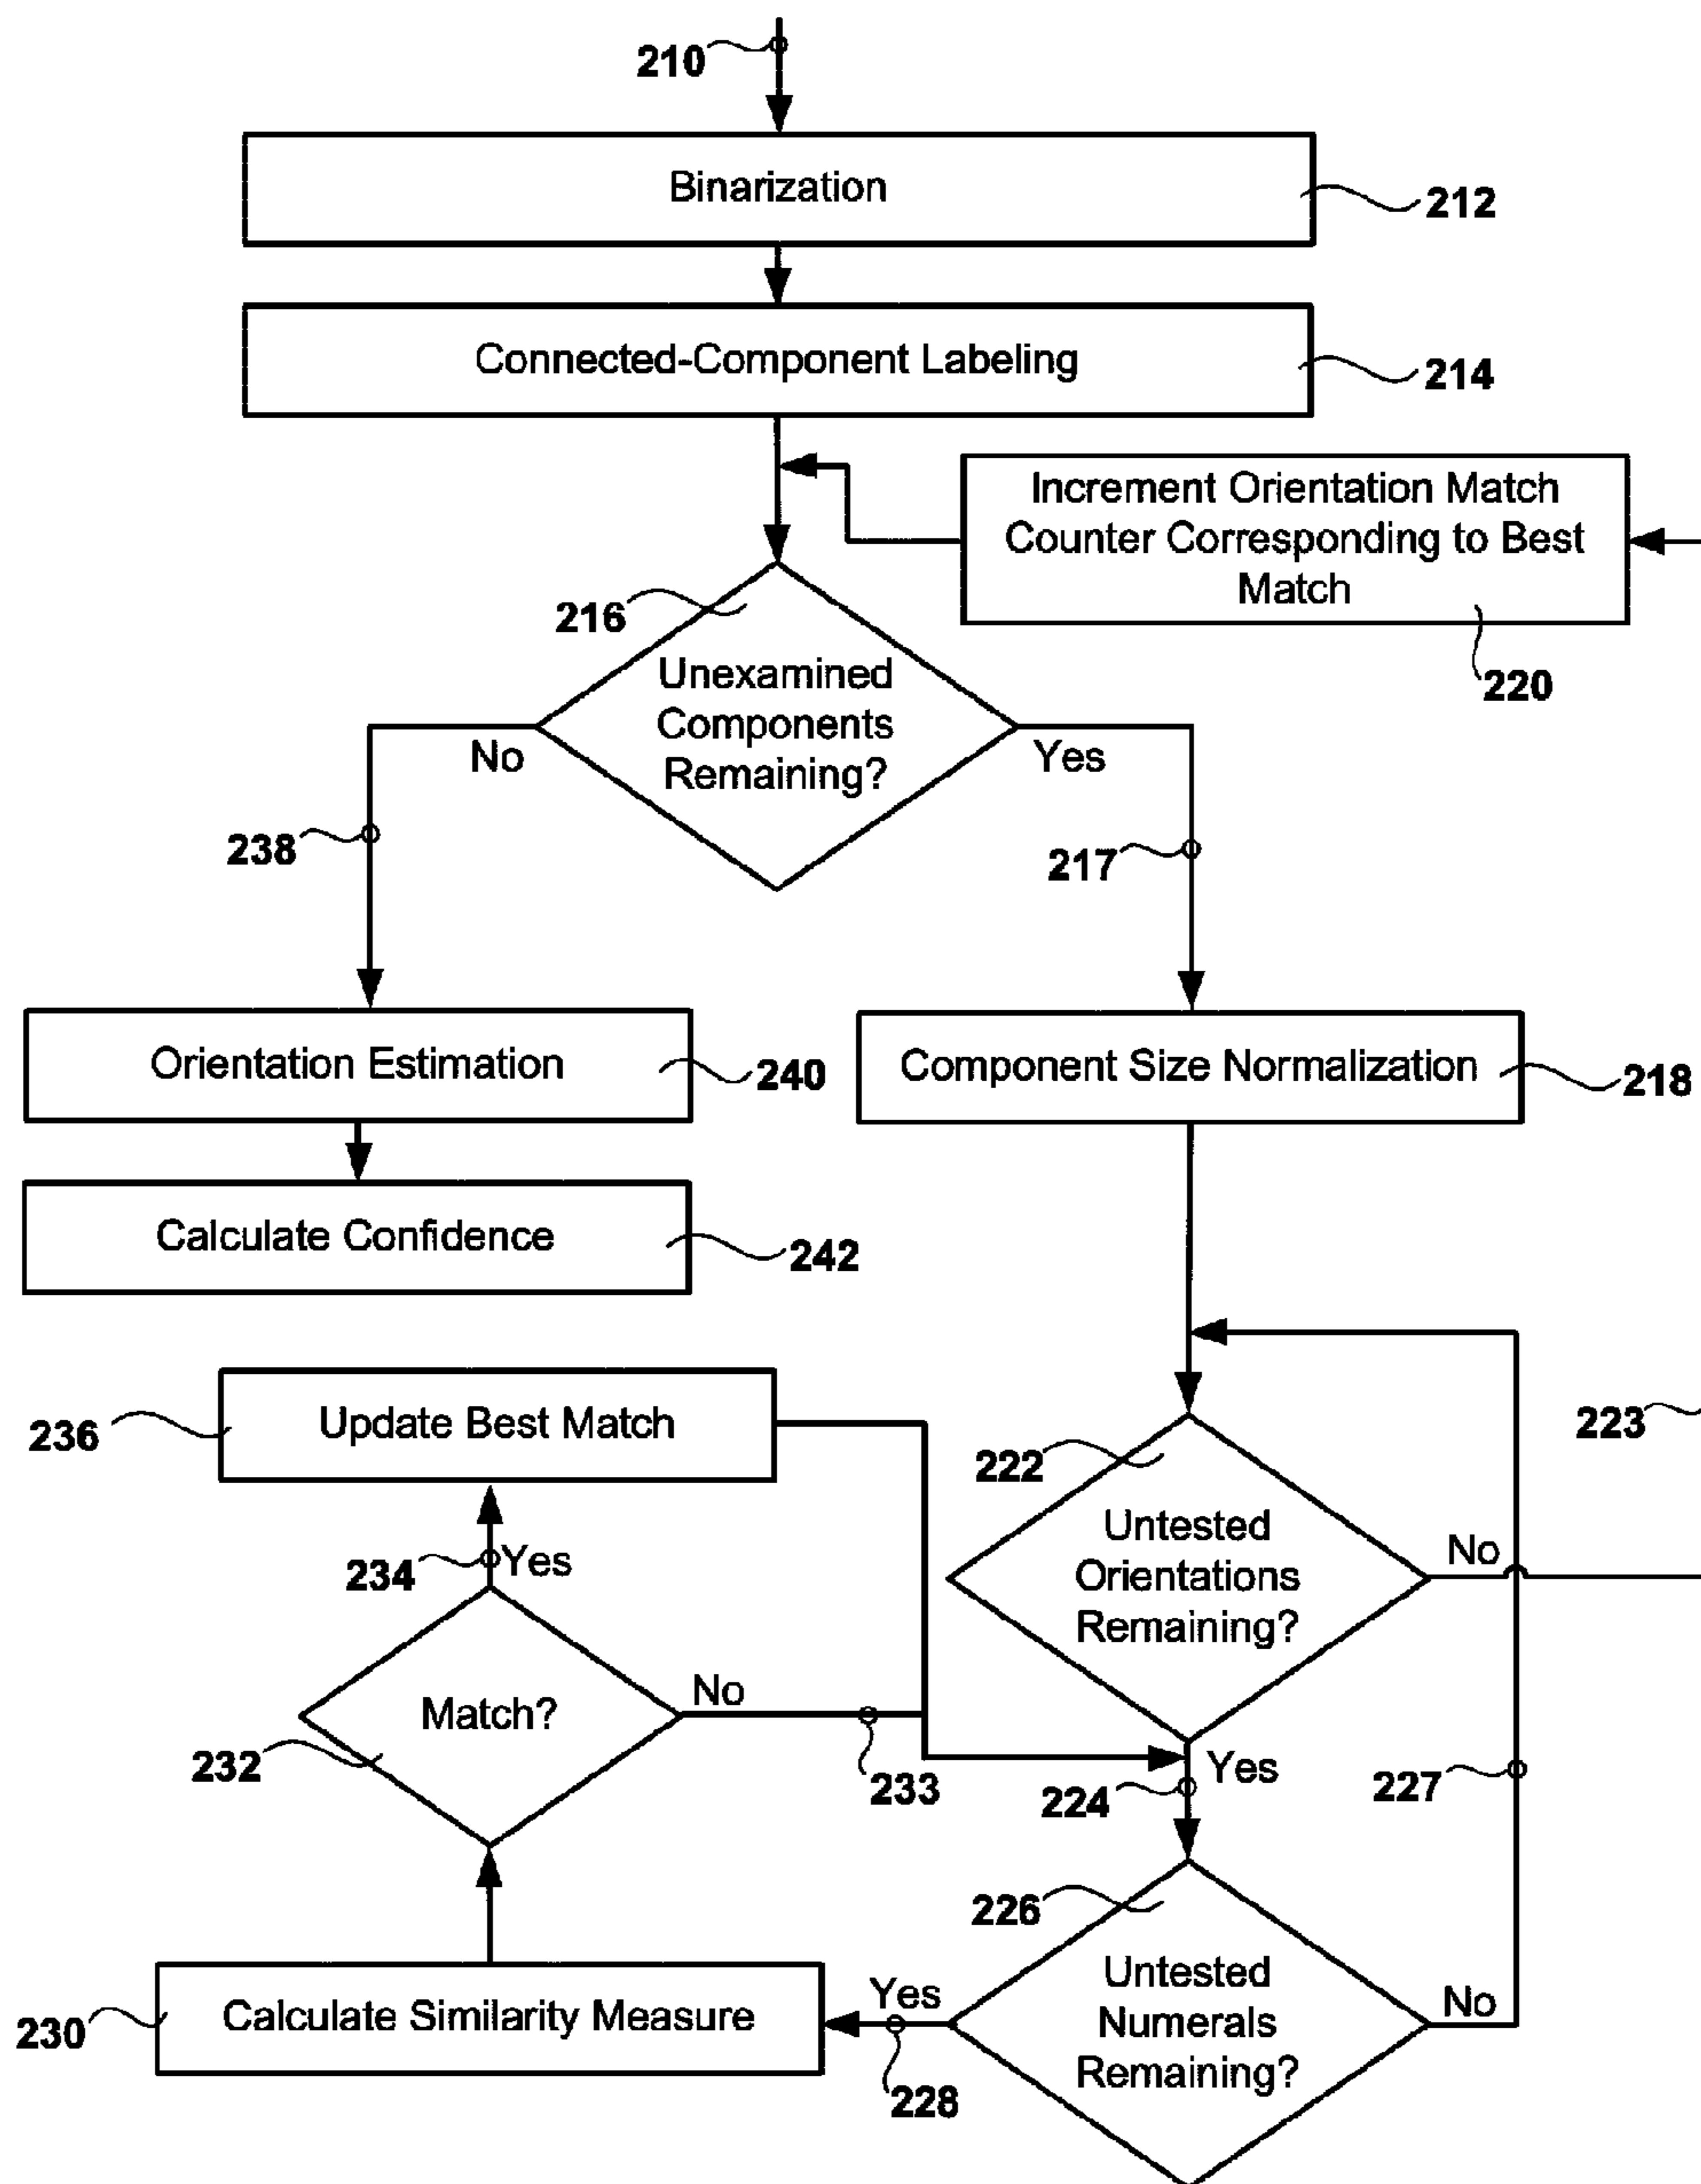 210
Binarization
212
Connected-Component Labeling
214
Increment Orientation Match
Counter Corresponding to Best
Match
220
216
Unexamined
Components
Remaining?
No
Yes
238
217
Orientation Estimation
240
Component Size Normalization
218
Calculate Confidence
242
Update Best Match
236
222
223
Untested
Orientations
Remaining?
No
234
Yes
Match?
No
232
233
Yes
224
227
226
Untested
Numerals
Remaining?
Yes
No
Calculate Similarity Measure
230
228